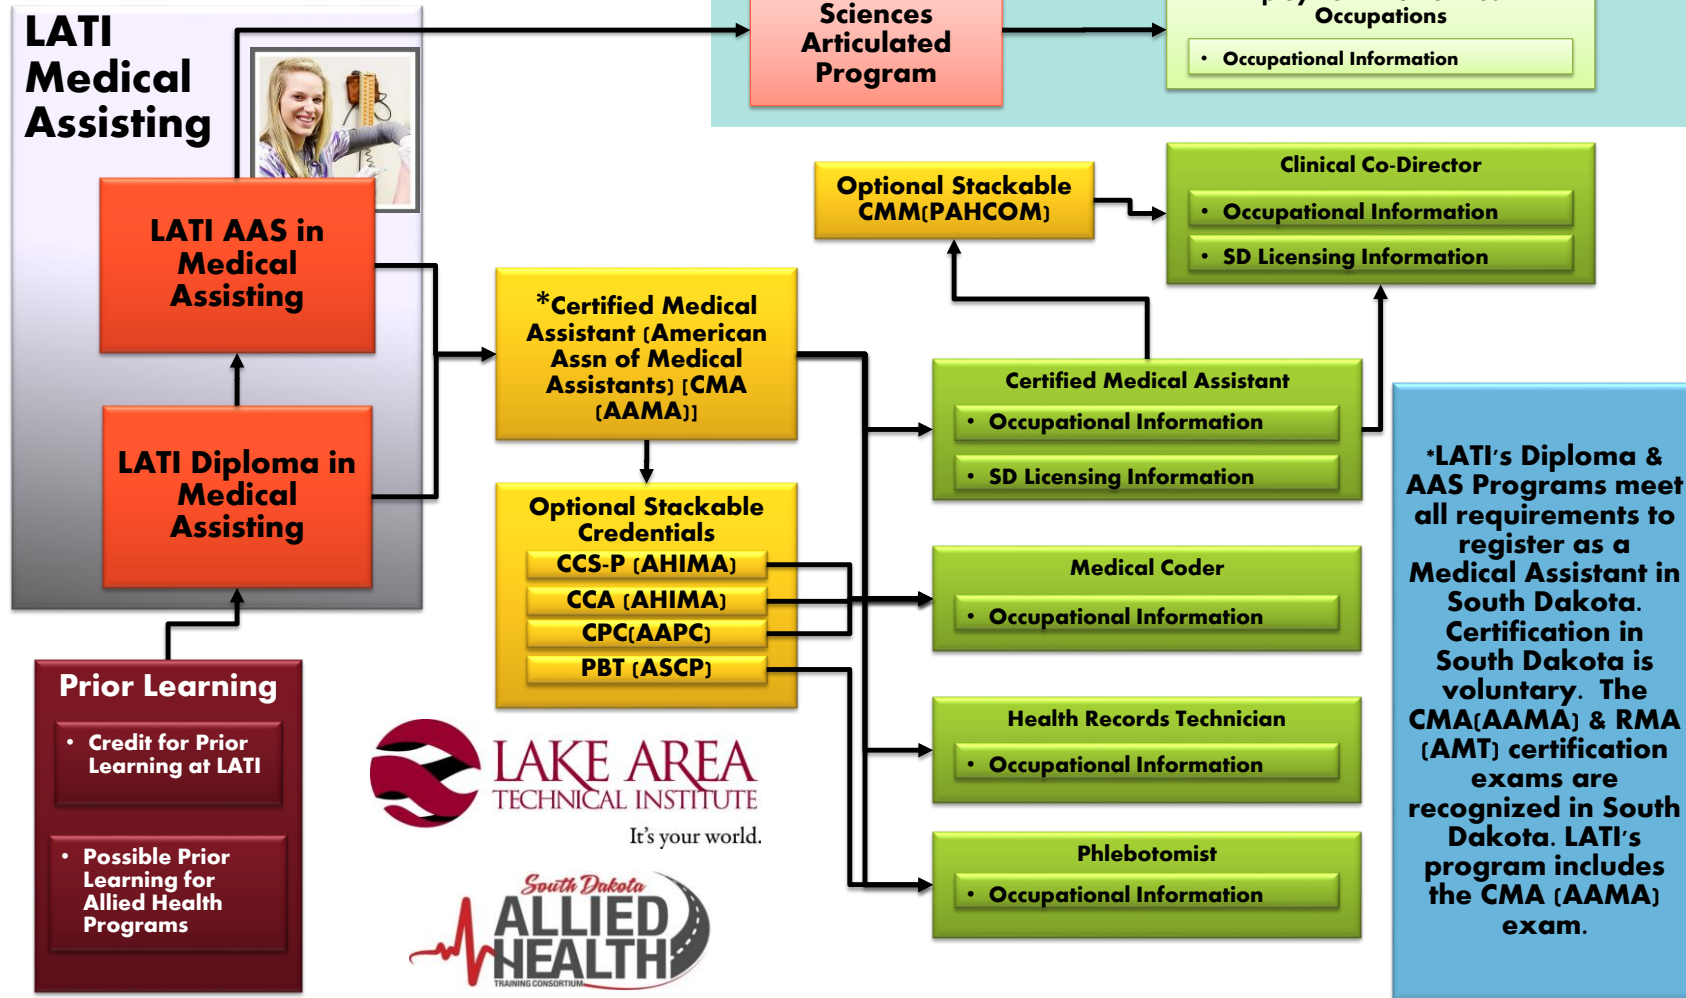 LATI
Medical
Assisting
Sciences
Articulated
Program
Occupations
• Occupational Information
LATI AAS in
Medical
Assisting
LATI Diploma in
Medical
Assisting
Prior Learning
• Credit for Prior
Learning at LATI
• Possible Prior
Learning for
Allied Health
Programs
*Certified Medical
Assistant (American
Assn of Medical
Assistants) [CMA
(AAMA)]
Optional Stackable
Credentials
CCS-P (AHIMA)
CCA (AHIMA)
CPC(AAPC)
PBT (ASCP)
LAKE AREA
TECHNICAL INSTITUTE
It's your world.
South Dakota
ALLIED
HEALTH
TRAINING CONSORTIUM
Optional Stackable
CMM(PAHCOM)
Clinical Co-Director
• Occupational Information
• SD Licensing Information
Certified Medical Assistant
• Occupational Information
• SD Licensing Information
Medical Coder
• Occupational Information
Health Records Technician
• Occupational Information
Phlebotomist
• Occupational Information
*LATI's Diploma &
AAS Programs meet
all requirements to
register as a
Medical Assistant in
South Dakota.
Certification in
South Dakota is
voluntary. The
CMA(AAMA) & RMA
(AMT) certification
exams are
recognized in South
Dakota. LATI's
program includes
the CMA (AAMA)
exam.